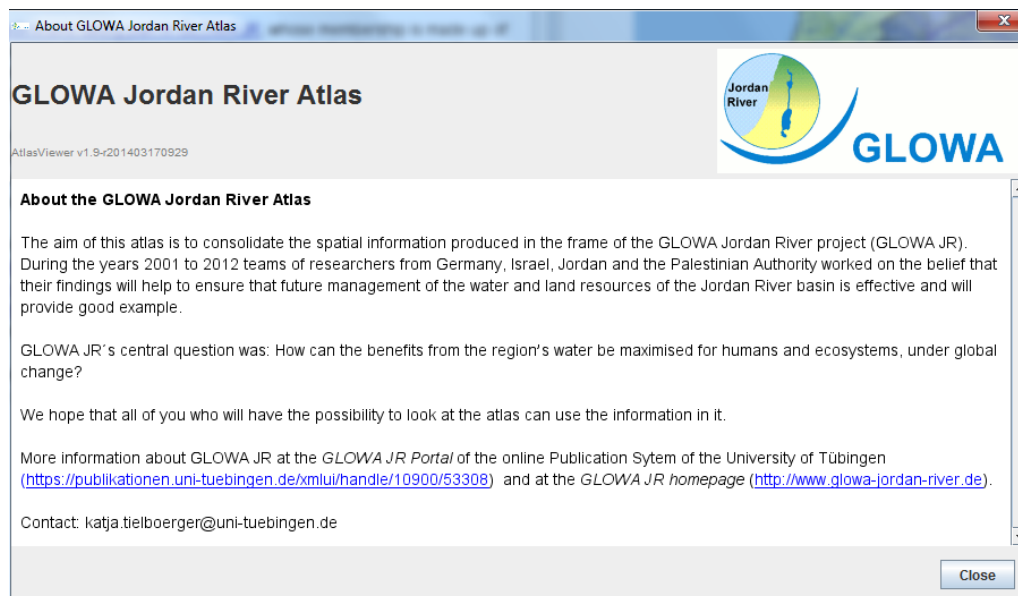 About GLOWA Jordan River Atlas
whose membership is made up of
GLOWA Jordan River Atlas
Jordan
River
GLOWA
AtlasViewer v1.9-r201403170929
About the GLOWA Jordan River Atlas
The aim of this atlas is to consolidate the spatial information produced in the frame of the GLOWA Jordan River project (GLOWA JR).
During the years 2001 to 2012 teams of researchers from Germany, Israel, Jordan and the Palestinian Authority worked on the belief that
their findings will help to ensure that future management of the water and land resources of the Jordan River basin is effective and will
provide good example.
GLOWA JR´s central question was: How can the benefits from the region's water be maximised for humans and ecosystems, under global
change?
We hope that all of you who will have the possibility to look at the atlas can use the information in it.
More information about GLOWA JR at the GLOWA JR Portal of the online Publication Sytem of the University of Tübingen
(https://publikationen.uni-tuebingen.de/xmlui/handle/10900/53308) and at the GLOWA JR homepage (http://www.glowa-jordan-river.de).
Contact: katja.tielboerger@uni-tuebingen.de
Close